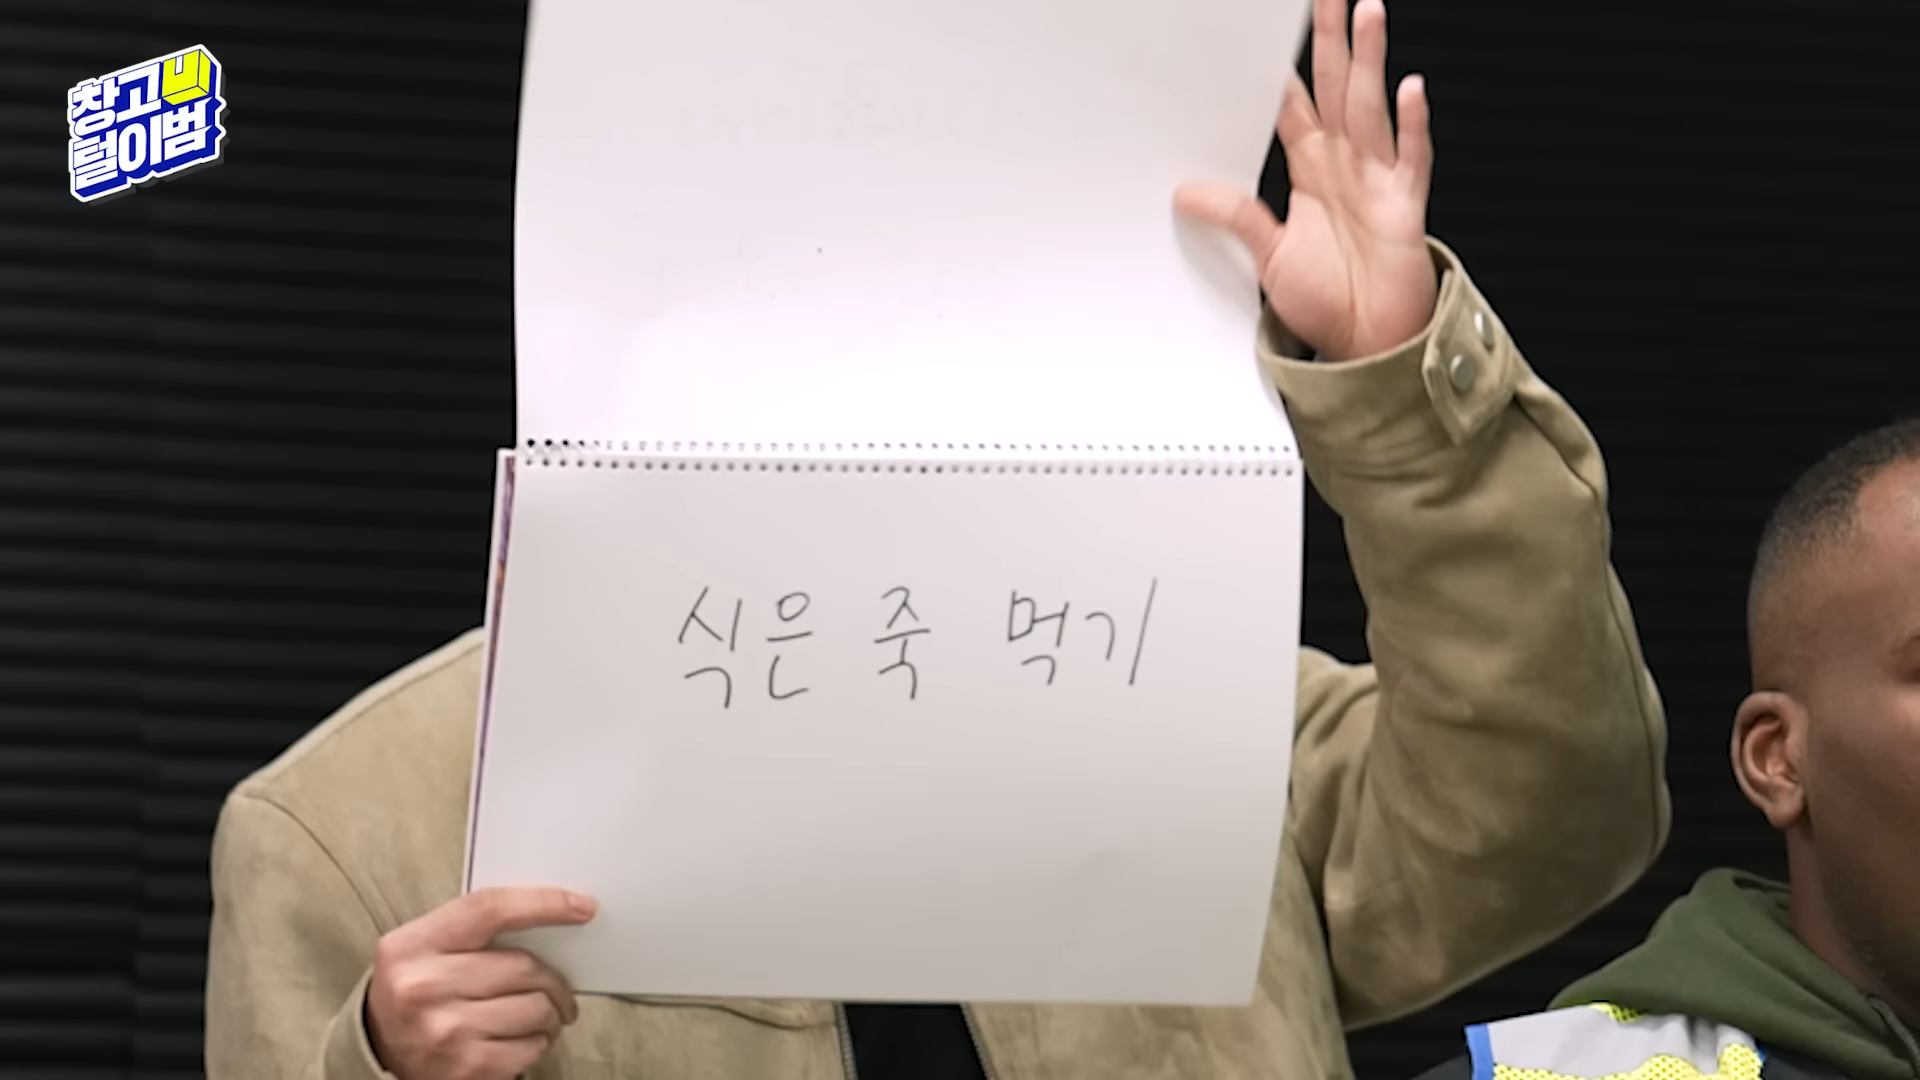 창고
털이범
식은 죽 먹기